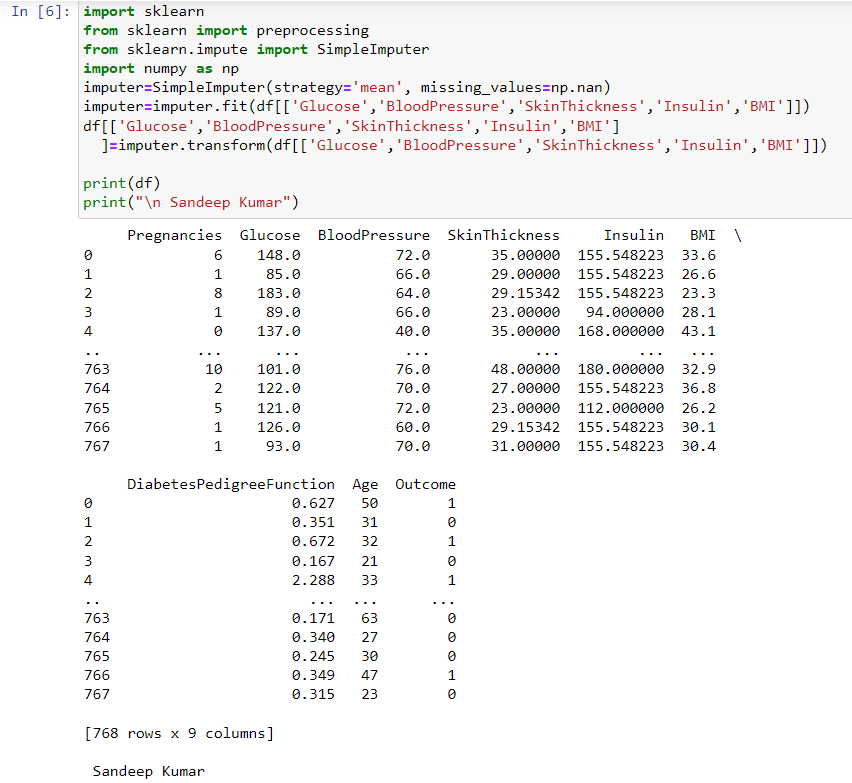 In [6]: import sklearn
from sklearn import preprocessing
from sklearn.impute import SimpleImputer
import numpy as np
imputer=SimpleImputer(strategy='mean', missing_values=np.nan)
imputer=imputer.fit(df[['Glucose','BloodPressure','SkinThickness','Insulin','BMI']])
df[['Glucose','BloodPressure','SkinThickness','Insulin','BMI']
  ]=imputer.transform(df[['Glucose','BloodPressure','SkinThickness','Insulin','BMI']])

print(df)
print("\n Sandeep Kumar")
     Pregnancies  Glucose  BloodPressure  SkinThickness     Insulin   BMI  \
0              6    148.0           72.0       35.00000  155.548223  33.6
1              1     85.0           66.0       29.00000  155.548223  26.6
2              8    183.0           64.0       29.15342  155.548223  23.3
3              1     89.0           66.0       23.00000   94.000000  28.1
4              0    137.0           40.0       35.00000  168.000000  43.1
..           ...      ...            ...            ...         ...   ...
763           10    101.0           76.0       48.00000  180.000000  32.9
764            2    122.0           70.0       27.00000  155.548223  36.8
765            5    121.0           72.0       23.00000  112.000000  26.2
766            1    126.0           60.0       29.15342  155.548223  30.1
767            1     93.0           70.0       31.00000  155.548223  30.4

     DiabetesPedigreeFunction  Age  Outcome
0                       0.627   50        1
1                       0.351   31        0
2                       0.672   32        1
3                       0.167   21        0
4                       2.288   33        1
..                        ...  ...      ...
763                     0.171   63        0
764                     0.340   27        0
765                     0.245   30        0
766                     0.349   47        1
767                     0.315   23        0

[768 rows x 9 columns]

 Sandeep Kumar